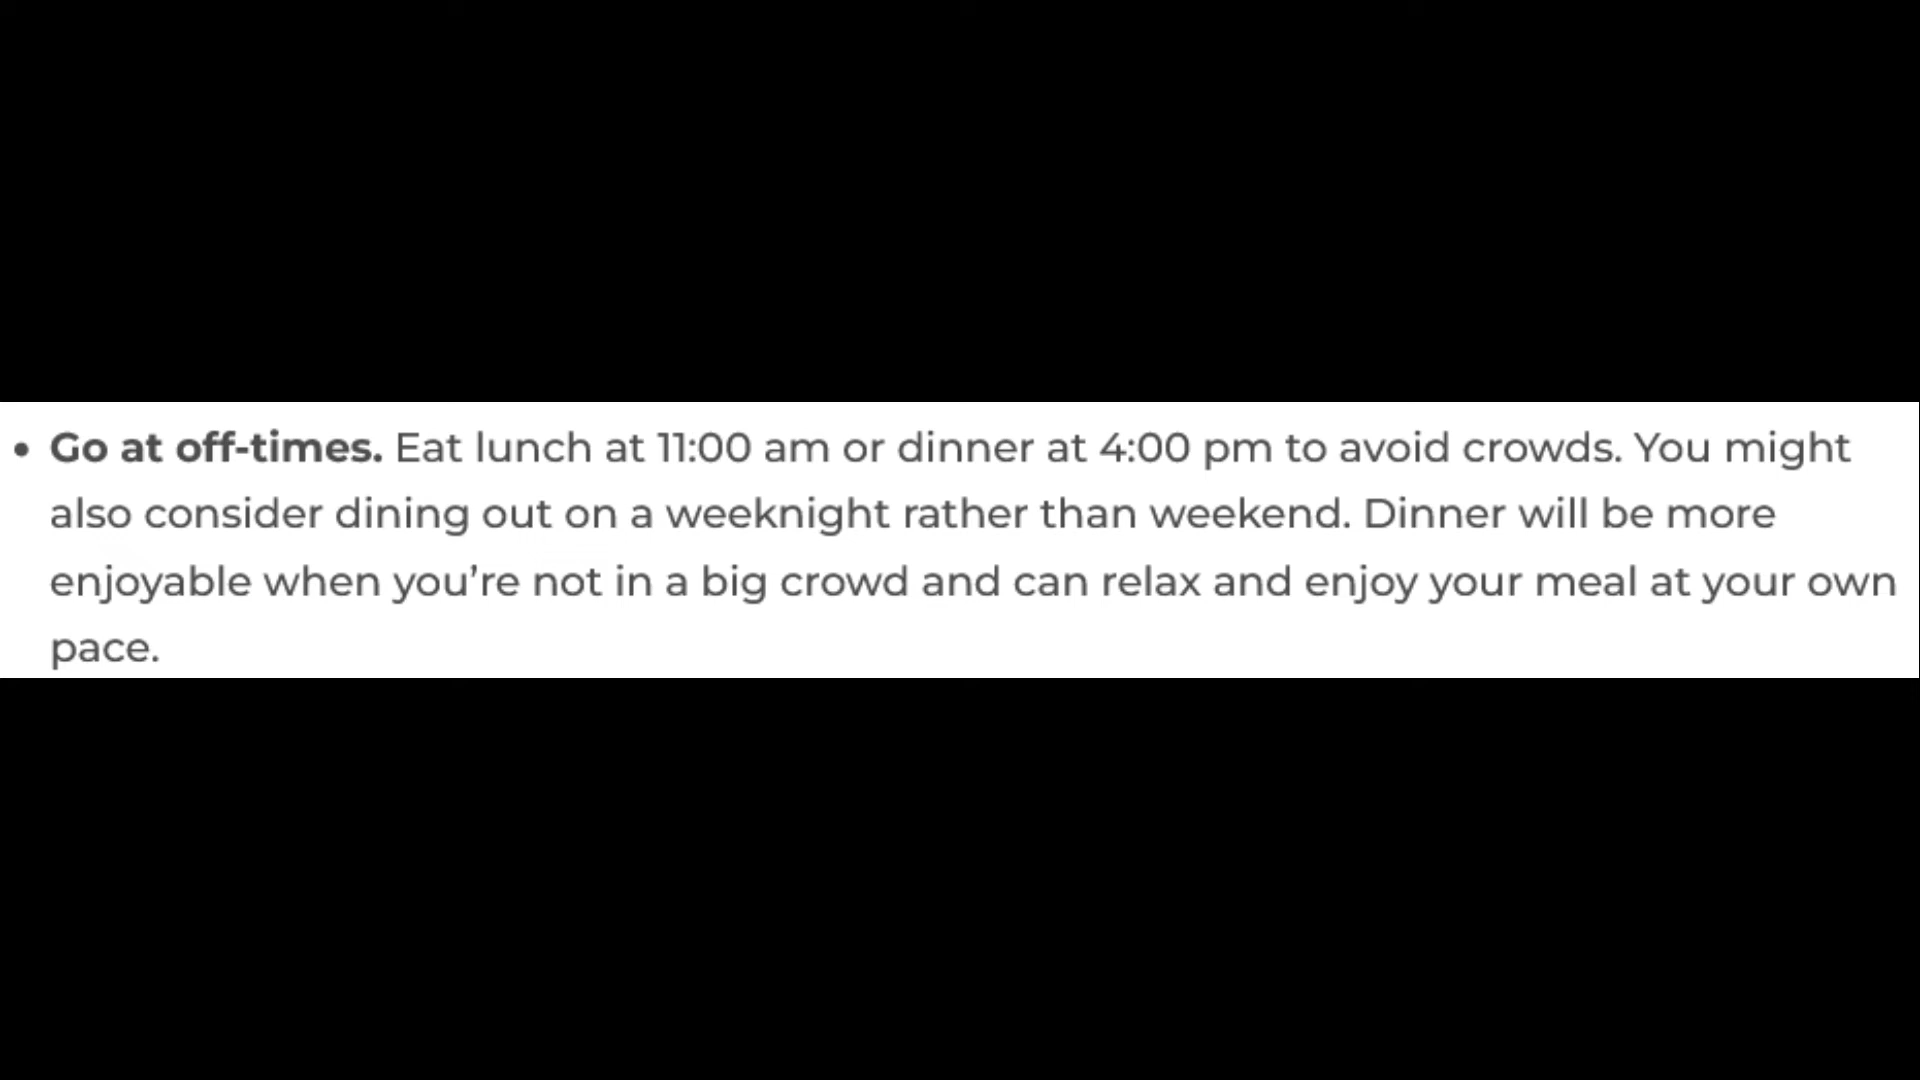 • Go at off-times. Eat lunch at 11:00 am or dinner at 4:00 pm to avoid crowds. You might
also consider dining out on a weeknight rather than weekend. Dinner will be more
enjoyable when you’re not in a big crowd and can relax and enjoy your meal at your own
pace.